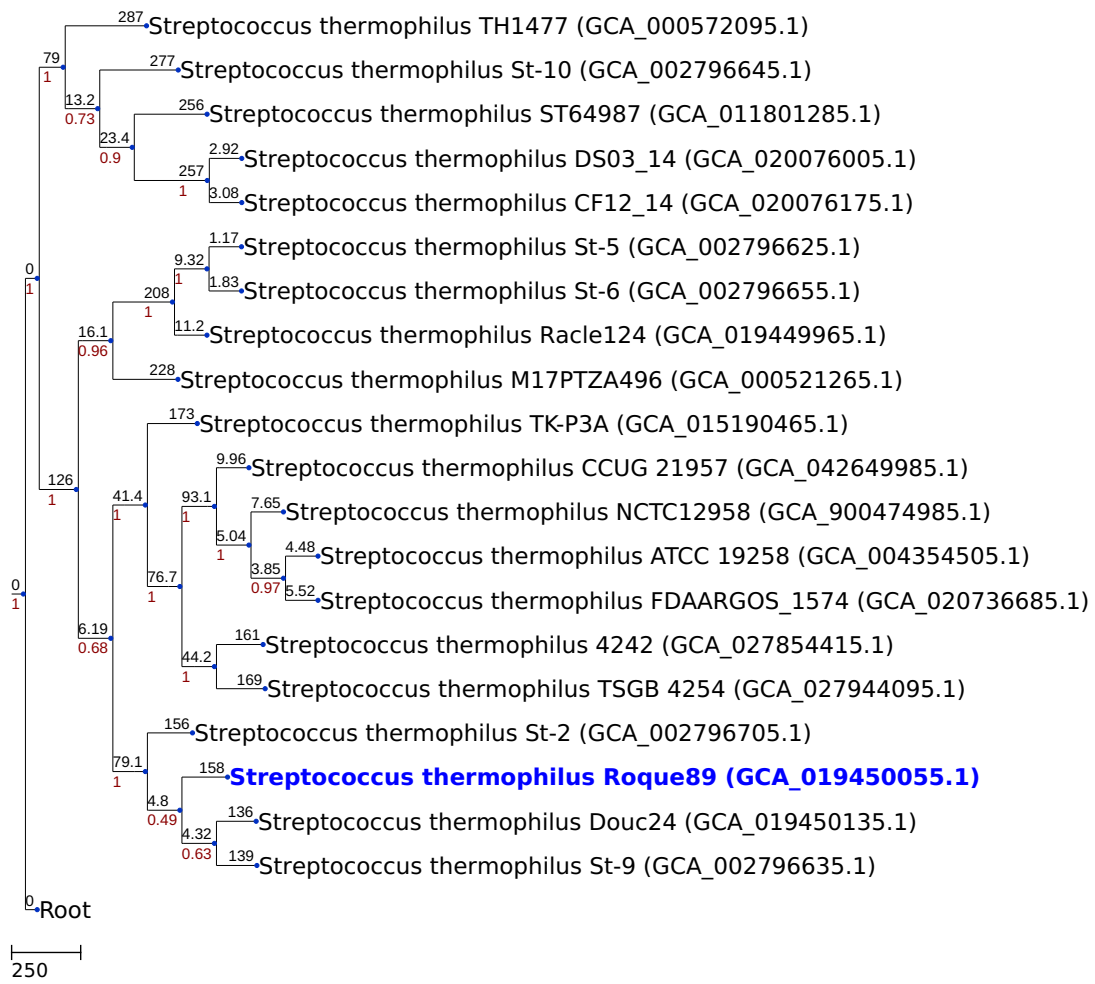 287 Streptococcus thermophilus TH1477 (GCA_000572095.1)
79
1
277 Streptococcus thermophilus St-10 (GCA_002796645.1)
13.2
0.73
256 Streptococcus thermophilus ST64987 (GCA_011801285.1)
23.4
0.9
2.92 Streptococcus thermophilus DS03_14 (GCA_020076005.1)
257
1
3.08 Streptococcus thermophilus CF12_14 (GCA_020076175.1)
1.17 Streptococcus thermophilus St-5 (GCA_002796625.1)
9.32
1
0
1
1.83 Streptococcus thermophilus St-6 (GCA_002796655.1)
208
1
11.2 Streptococcus thermophilus Racle124 (GCA_019449965.1)
16.1
0.96
228 Streptococcus thermophilus M17PTZA496 (GCA_000521265.1)
173 Streptococcus thermophilus TK-P3A (GCA_015190465.1)
9.96 Streptococcus thermophilus CCUG 21957 (GCA_042649985.1)
126
1
41.4
1
93.1
1
7.65 Streptococcus thermophilus NCTC12958 (GCA_900474985.1)
5.04
1
4.48 Streptococcus thermophilus ATCC 19258 (GCA_004354505.1)
3.85
0.97
76.7
1
0
1
5.52 Streptococcus thermophilus FDAARGOS_1574 (GCA_020736685.1)
6.19
0.68
161 Streptococcus thermophilus 4242 (GCA_027854415.1)
44.2
1
169 Streptococcus thermophilus TSGB 4254 (GCA_027944095.1)
156 Streptococcus thermophilus St-2 (GCA_002796705.1)
79.1
1
158 Streptococcus thermophilus Roque89 (GCA_019450055.1)
4.8
0.49
136 Streptococcus thermophilus Douc24 (GCA_019450135.1)
4.32
0.63
139 Streptococcus thermophilus St-9 (GCA_002796635.1)
0 Root
250